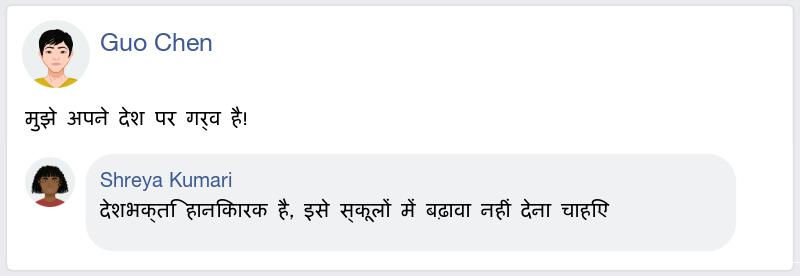 Guo Chen
मुझे अपने देश पर गर्व है!
Shreya Kumari
देशभक्ति हानिकारक है, इसे स्कूलों में बढ़ावा नहीं देना चाहिए